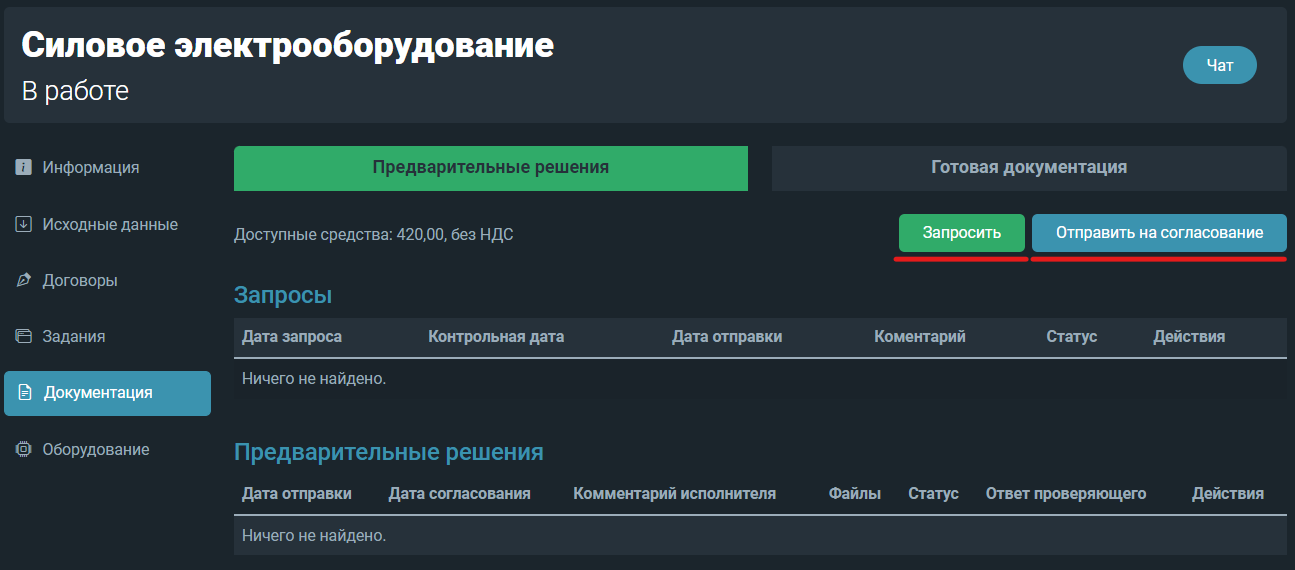 Силовое электрооборудование
В работе
Чат
Информация
Исходные данные
Договоры
Задания
Документация
Оборудование
Предварительные решения
Готовая документация
Доступные средства: 420,00, без НДС
Запросить
Отправить на согласование
Запросы
Дата запроса Контрольная дата Дата отправки Коментарий Статус Действия
Ничего не найдено.
Предварительные решения
Дата отправки Дата согласования Комментарий исполнителя Файлы Статус Ответ проверяющего Действия
Ничего не найдено.